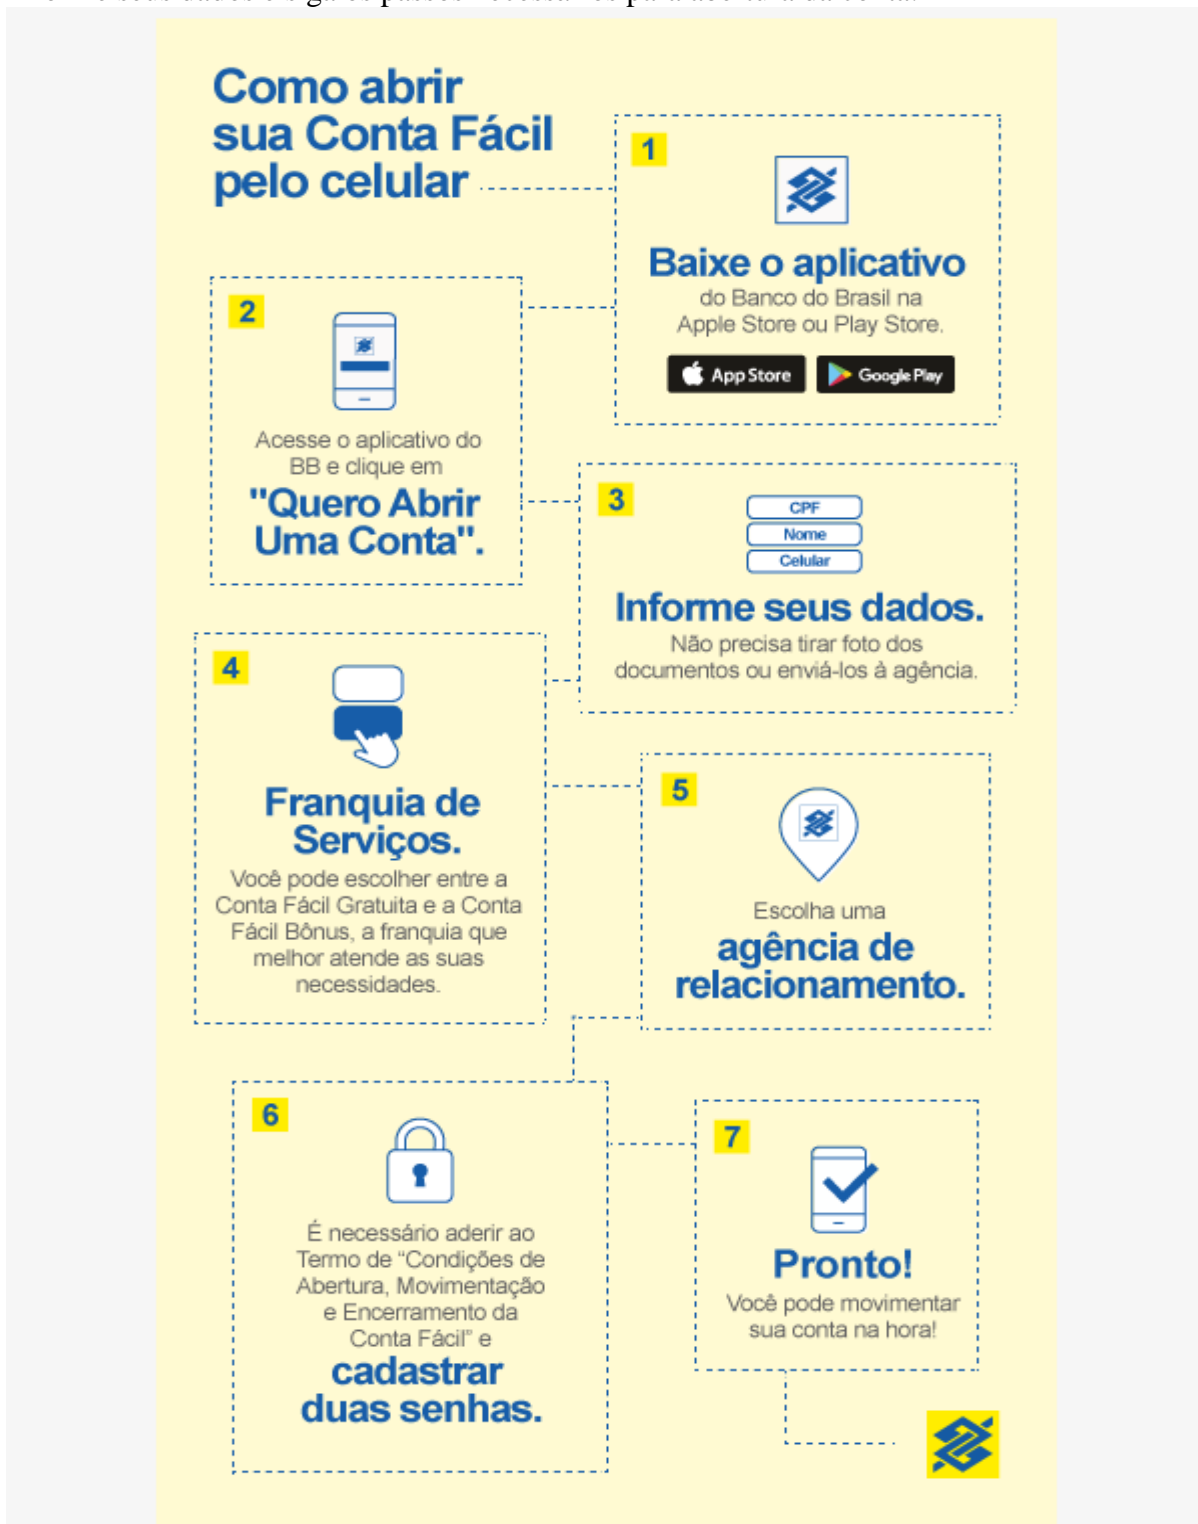 Como abrir
sua Conta Fácil
pelo celular
1
Baixe o aplicativo
do Banco do Brasil na
Apple Store ou Play Store.
App Store
Google Play
2
Acesse o aplicativo do
BB e clique em
"Quero Abrir
Uma Conta".
3
CPF
Nome
Celular
Informe seus dados.
Não precisa tirar foto dos
documentos ou enviá-los à agência.
4
Franquia de
Serviços.
Você pode escolher entre a
Conta Fácil Gratuita e a Conta
Fácil Bônus, a franquia que
melhor atende as suas
necessidades.
5
Escolha uma
agência de
relacionamento.
6
É necessário aderir ao
Termo de “Condições de
Abertura, Movimentação
e Encerramento da
Conta Fácil” e
cadastrar
duas senhas.
7
Pronto!
Você pode movimentar
sua conta na hora!